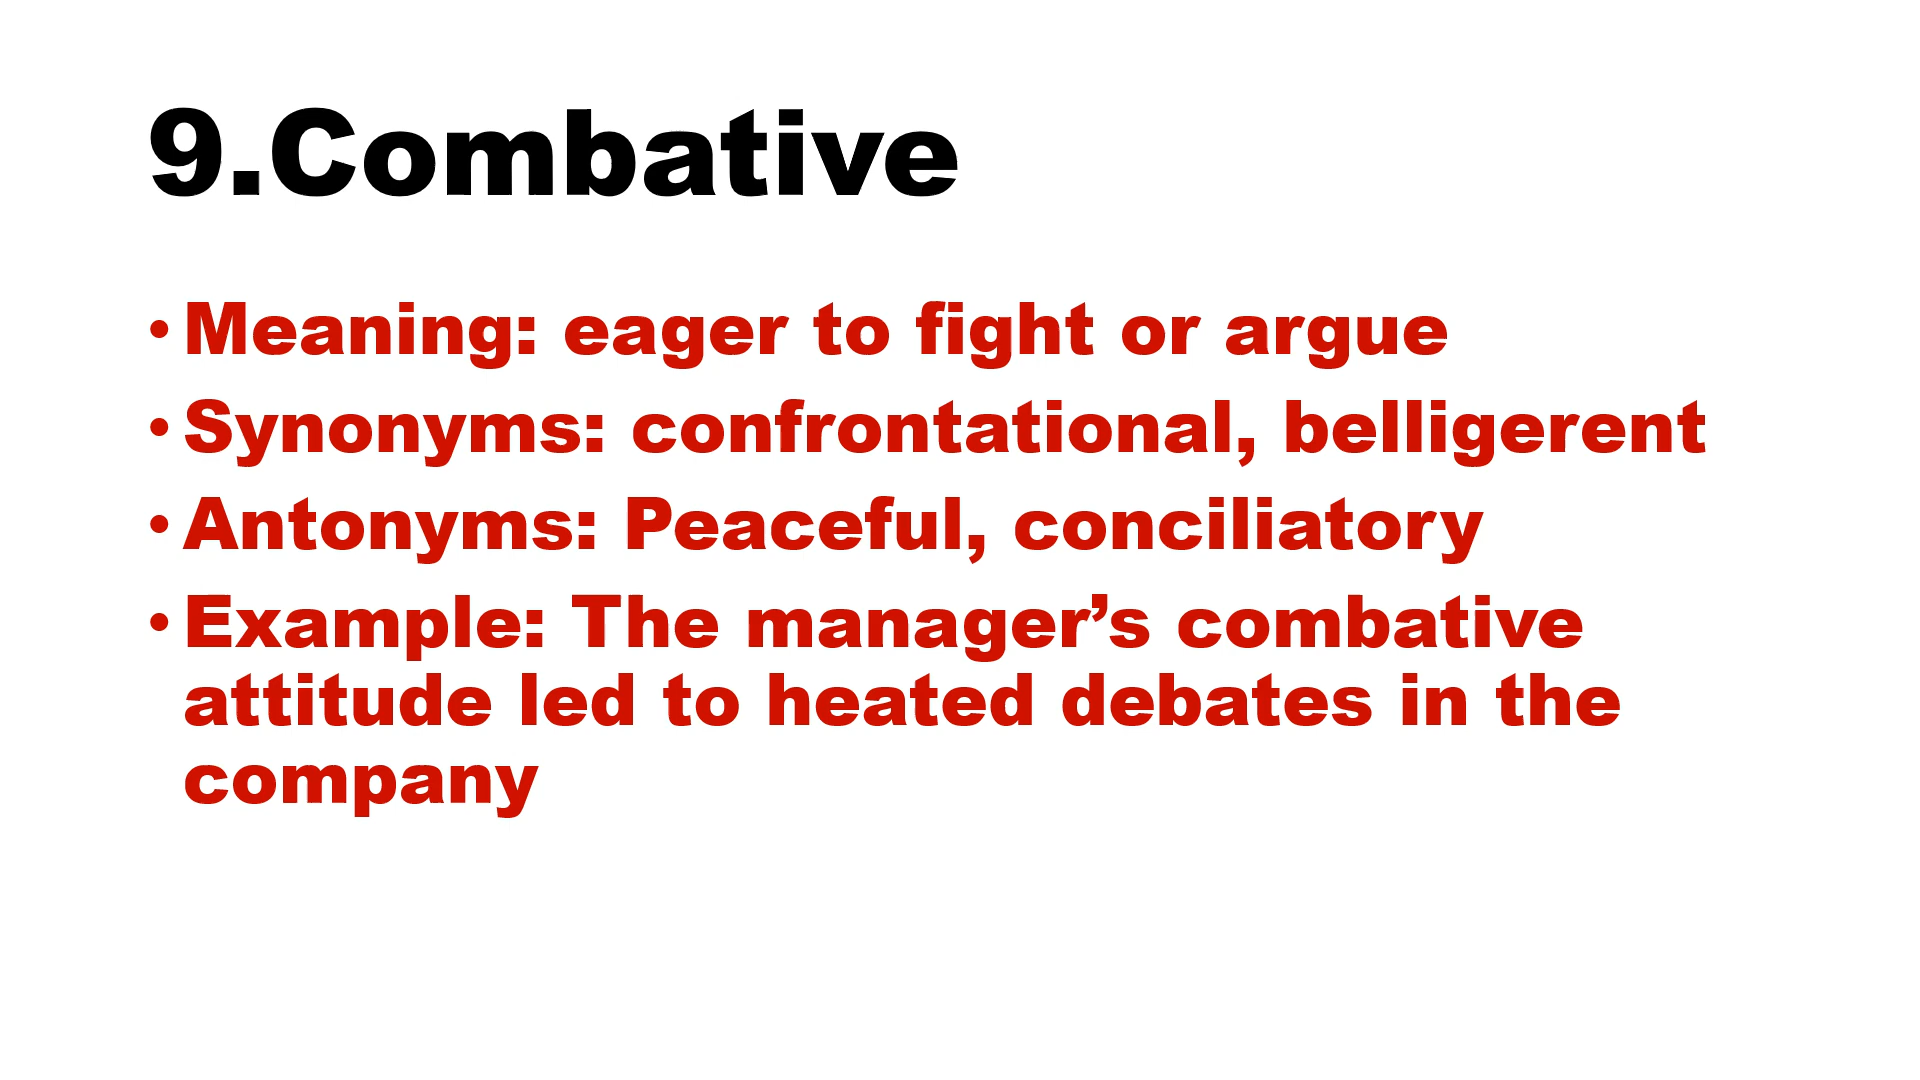 9.Combative
• Meaning: eager to fight or argue
• Synonyms: confrontational, belligerent
• Antonyms: Peaceful, conciliatory
• Example: The manager’s combative
attitude led to heated debates in the
company